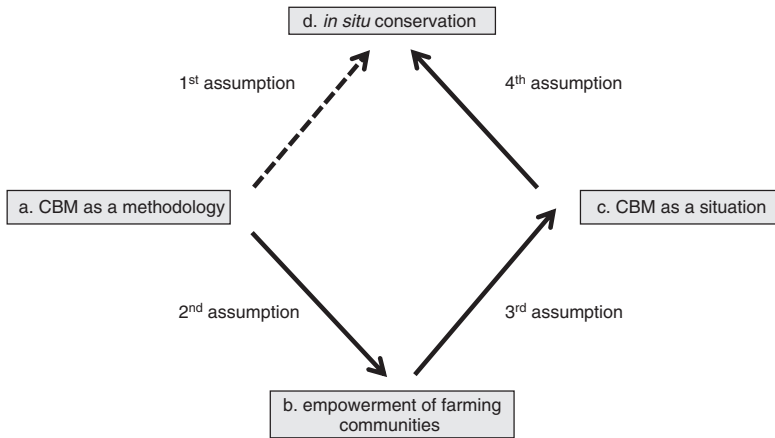 d. in situ conservation
1st assumption
4th assumption
a. CBM as a methodology
c. CBM as a situation
2nd assumption
3rd assumption
b. empowerment of farming
communities